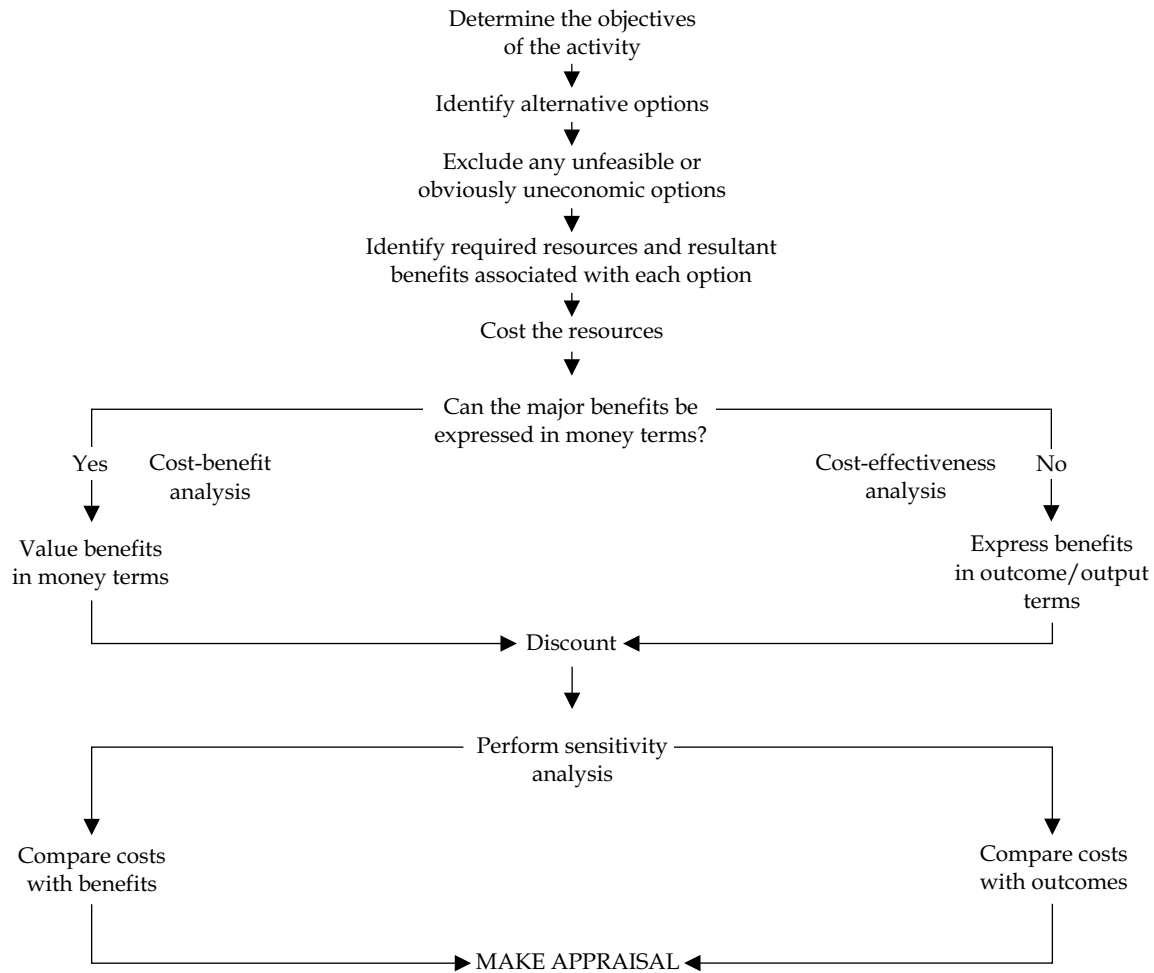 Determine the objectives
of the activity
Identify alternative options
Exclude any unfeasible or
obviously uneconomic options
Identify required resources and resultant
benefits associated with each option
Cost the resources
Can the major benefits be
expressed in money terms?
Yes
Cost-benefit
analysis
Cost-effectiveness
analysis
No
Value benefits
in money terms
Express benefits
in outcome/output
terms
Discount
Perform sensitivity
analysis
Compare costs
with benefits
Compare costs
with outcomes
MAKE APPRAISAL